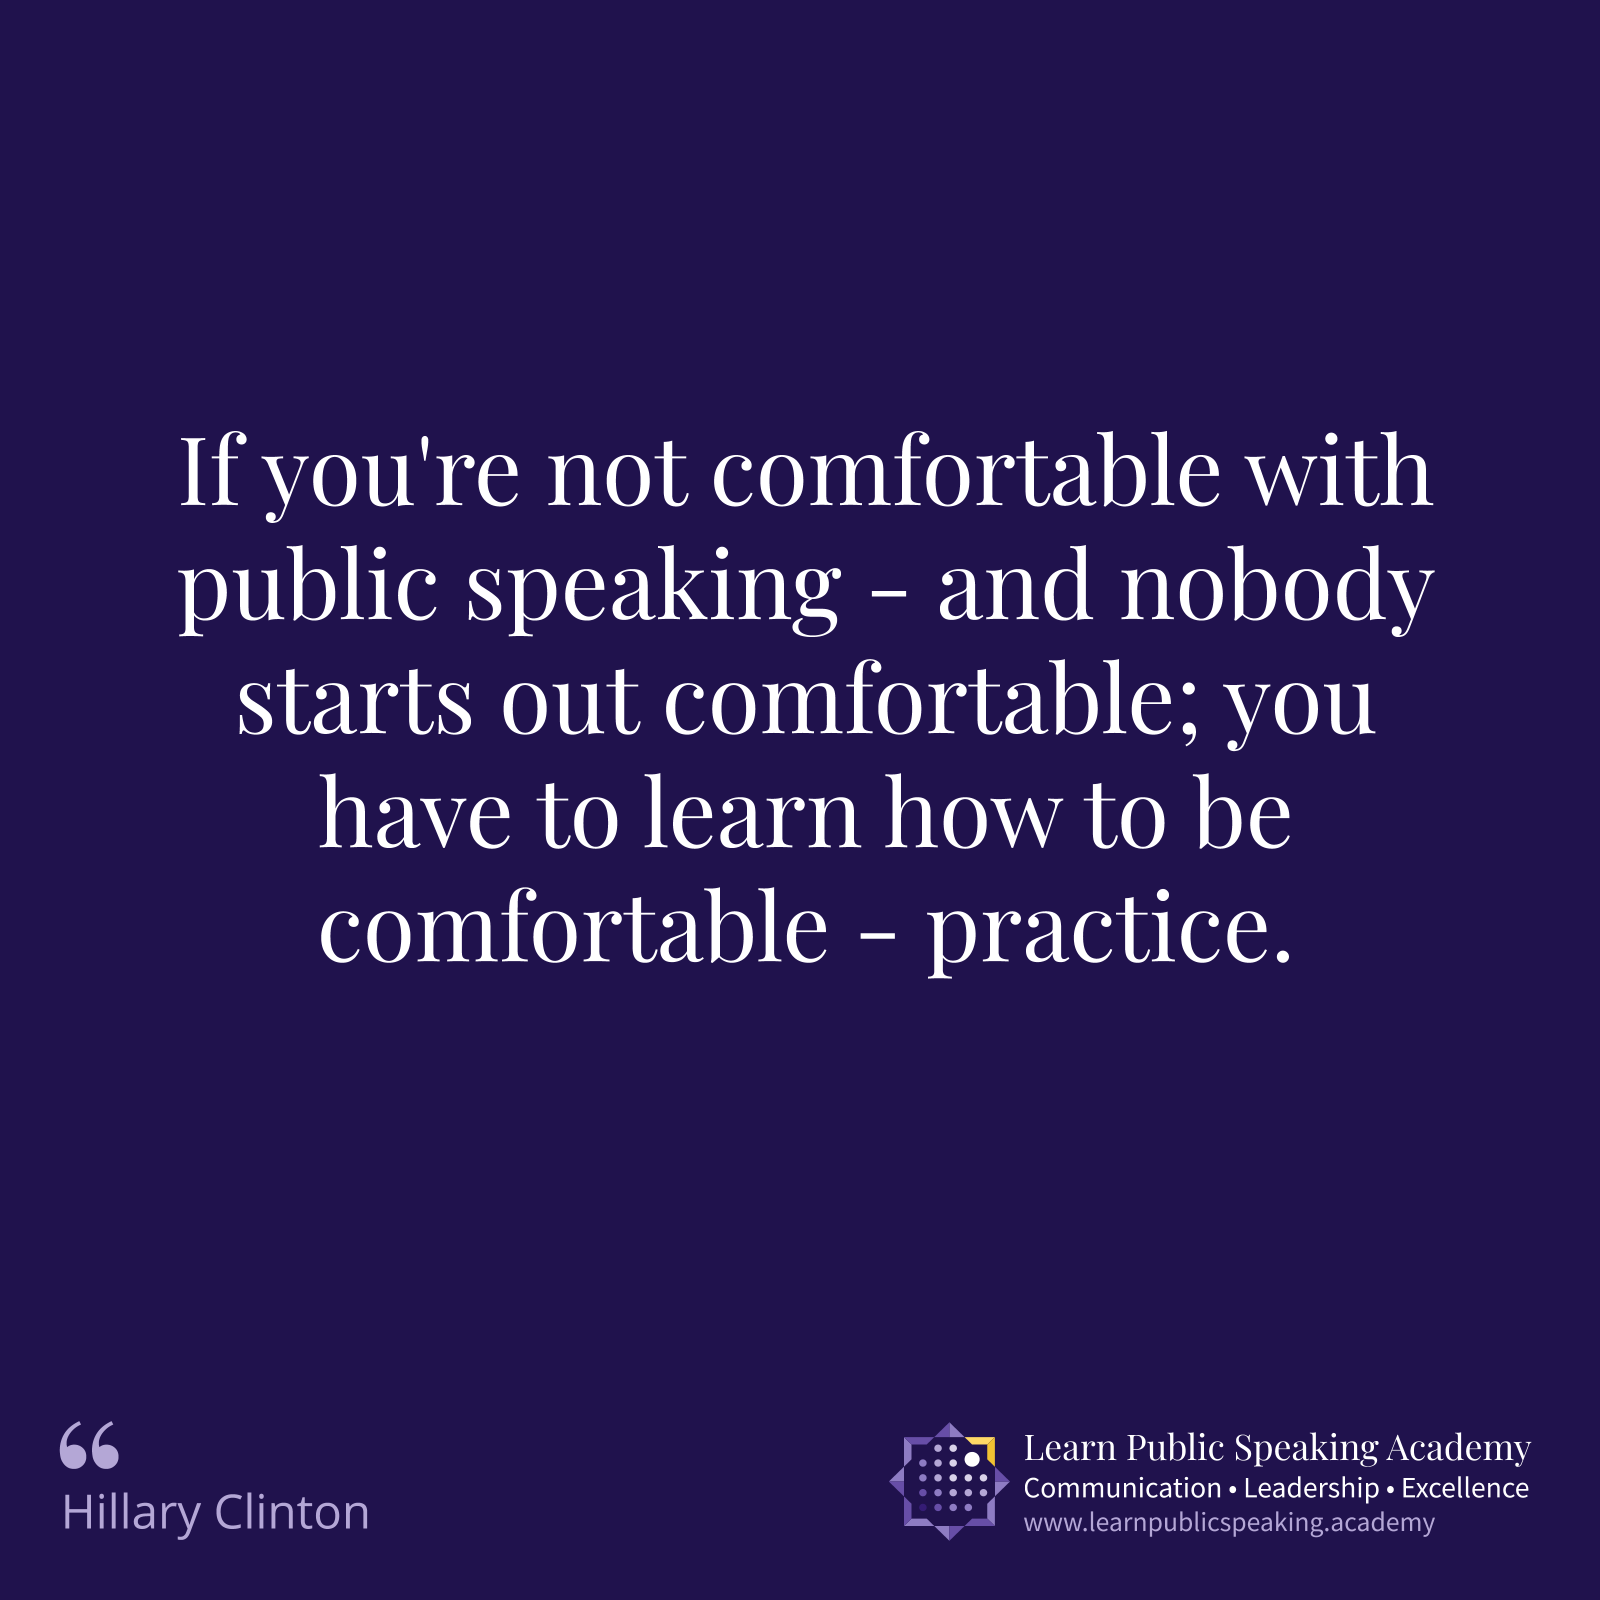 If you're not comfortable with
public speaking - and nobody
starts out comfortable; you
have to learn how to be
comfortable - practice.
“
Hillary Clinton
Learn Public Speaking Academy
Communication • Leadership • Excellence
www.learnpublicspeaking.academy